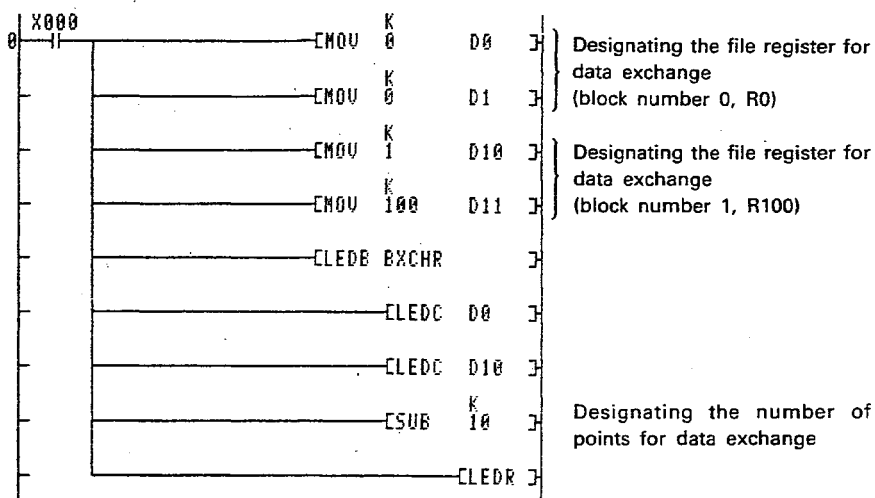 X000
K
0 [MOV 0 D0 ] Designating the file register for
data exchange
K
[MOV 0 D1 ] (block number 0, R0)
K
[MOV 1 D10 ] Designating the file register for
data exchange
K
[MOV 100 D11 ] (block number 1, R100)
[LEDB BXCHR ]
[LEDC D0 ]
[LEDC D10 ]
K
[SUB 10 ] Designating the number of
points for data exchange
[LEDR ]